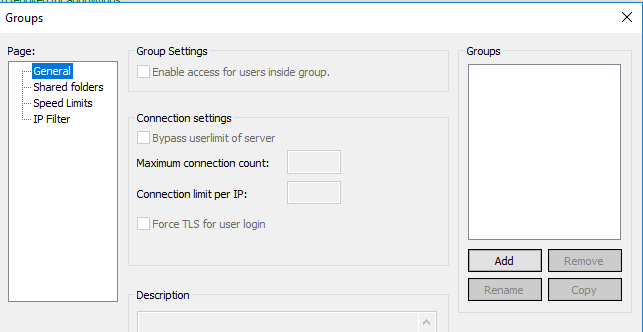 Groups
Page:
General
Shared folders
Speed Limits
IP Filter
Group Settings
Enable access for users inside group.
Connection settings
Bypass userlimit of server
Maximum connection count:
Connection limit per IP:
Force TLS for user login
Description
Groups
Add
Remove
Rename
Copy